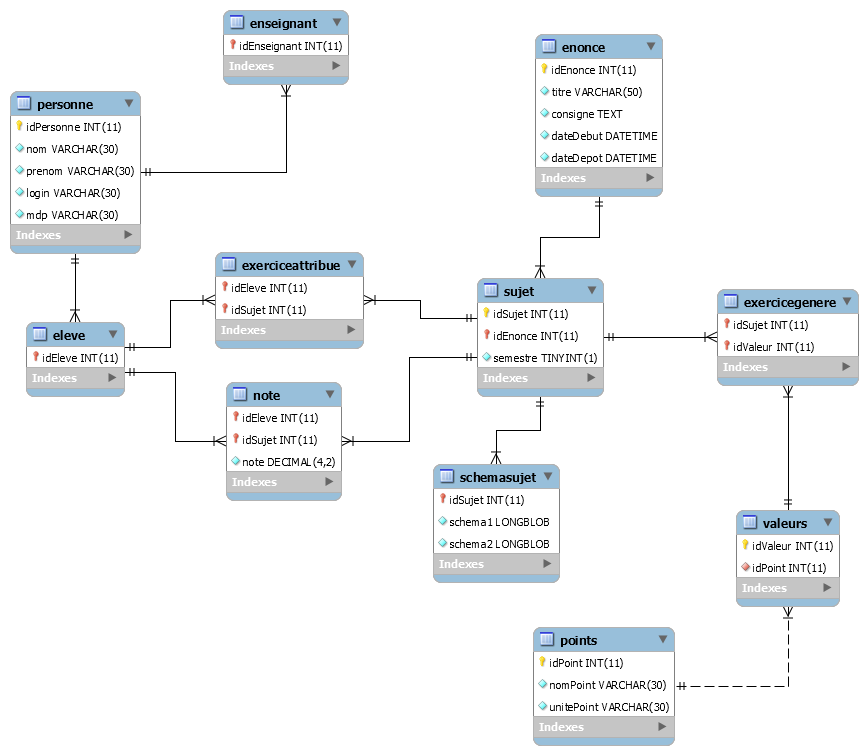 enseignant
idEnseignant INT(11)
Indexes
personne
idPersonne INT(11)
nom VARCHAR(30)
prenom VARCHAR(30)
login VARCHAR(30)
mdp VARCHAR(30)
Indexes
enonce
idEnonce INT(11)
titre VARCHAR(50)
consigne TEXT
dateDebut DATETIME
dateDepot DATETIME
Indexes
exerciceattribue
idEleve INT(11)
idSujet INT(11)
Indexes
sujet
idSujet INT(11)
idEnonce INT(11)
semestre TINYINT(1)
Indexes
exercicegenere
idSujet INT(11)
idValeur INT(11)
Indexes
eleve
idEleve INT(11)
Indexes
note
idEleve INT(11)
idSujet INT(11)
note DECIMAL(4,2)
Indexes
schemasujet
idSujet INT(11)
schema1 LONGBLOB
schema2 LONGBLOB
Indexes
valeurs
idValeur INT(11)
idPoint INT(11)
Indexes
points
idPoint INT(11)
nomPoint VARCHAR(30)
unitePoint VARCHAR(30)
Indexes